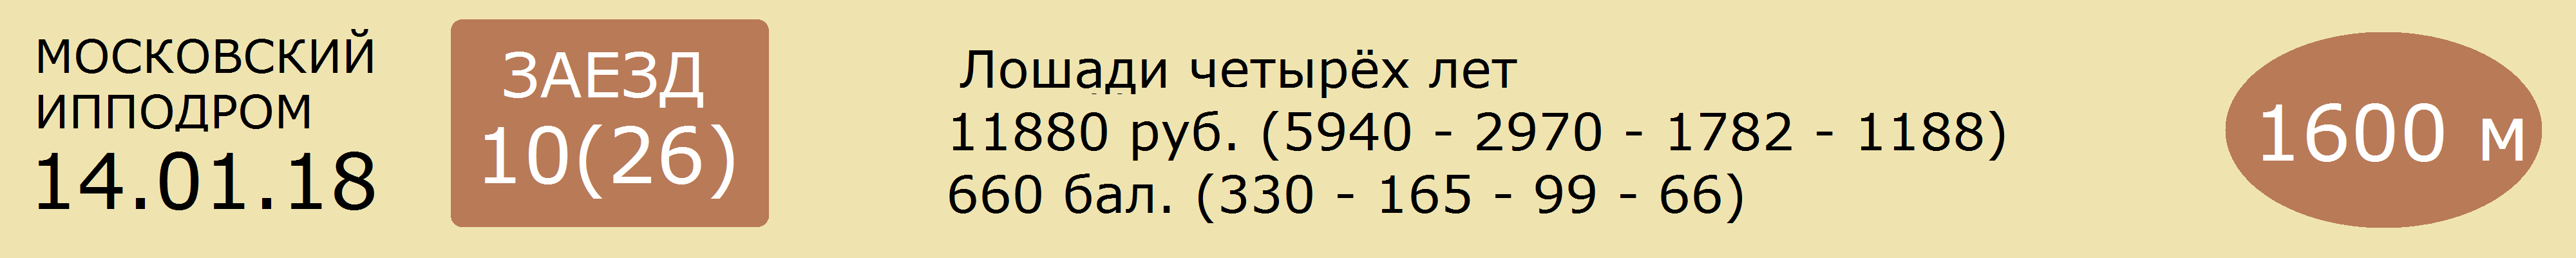 МОСКОВСКИЙ
ИППОДРОМ
14.01.18
ЗАЕЗД
10(26)
Лошади четырёх лет
11880 руб. (5940 - 2970 - 1782 - 1188)
660 бал. (330 - 165 - 99 - 66)
1600 м